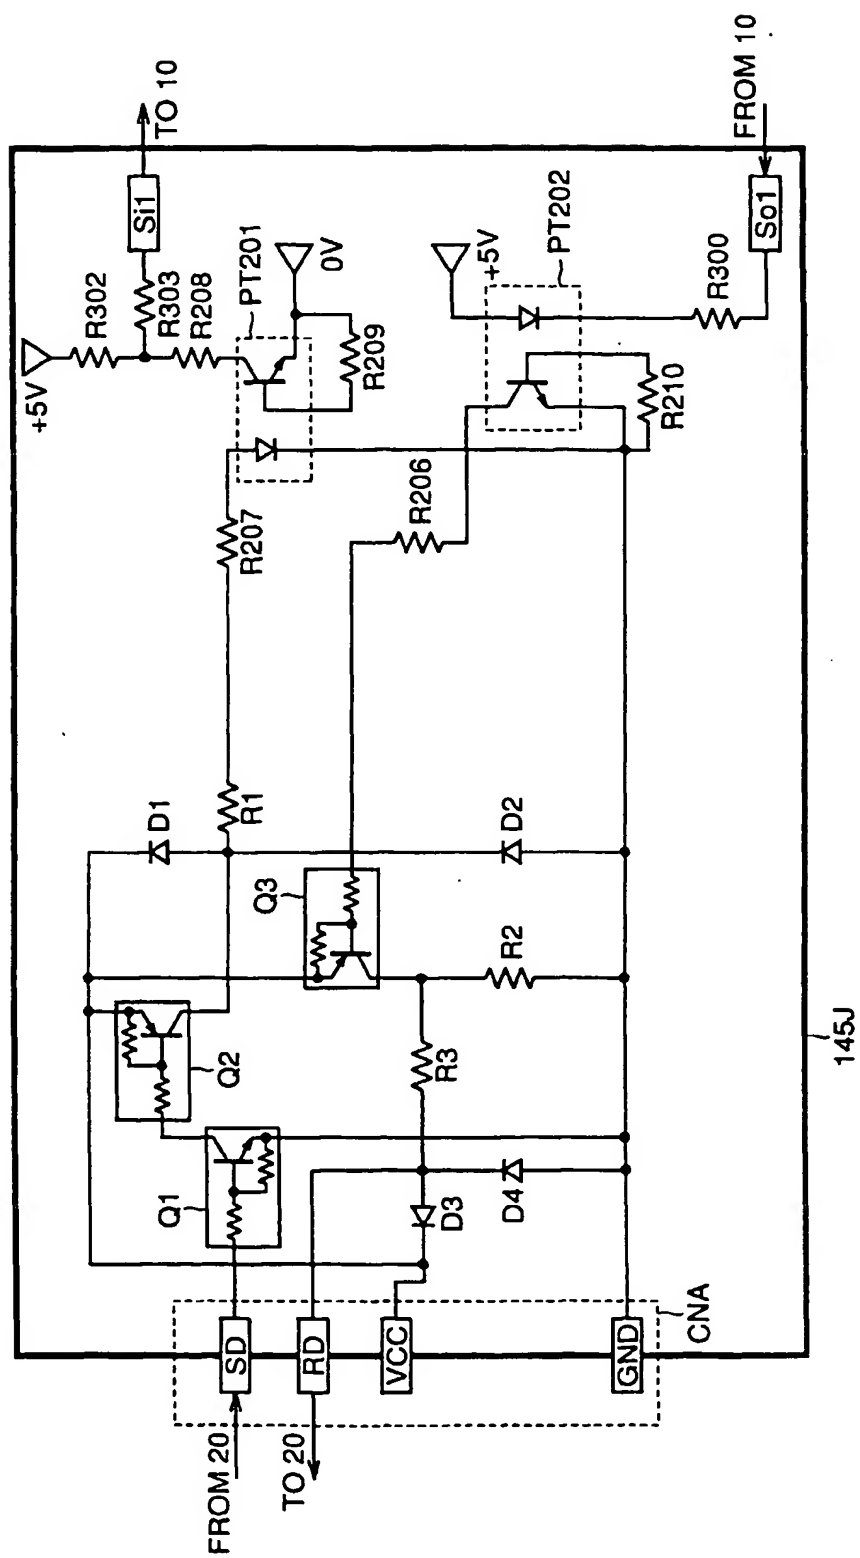 FROM 20
TO 20
SD
RD
VCC
GND
CNA
Q1
Q2
Q3
D1
D2
D3
D4
R1
R2
R3
R207
R206
+5V
R302
R303
R208
Si1
TO 10
PT201
0V
R209
+5V
PT202
R210
R300
So1
FROM 10
145J